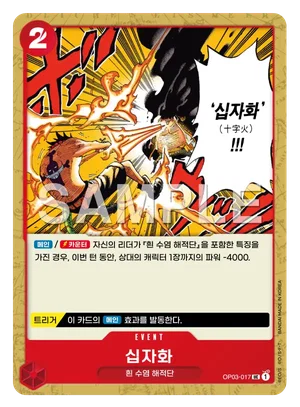 2
‘십자화’
(十字火)
!!!
SAMPLE
메인 / 카운터 자신의 리더가 『흰 수염 해적단』을 포함한 특징을
가진 경우, 이번 턴 동안, 상대의 캐릭터 1장까지의 파워 -4000.
트리거 이 카드의 메인 효과를 발동한다.
EVENT
십자화
흰 수염 해적단
OP03-017 UC 1